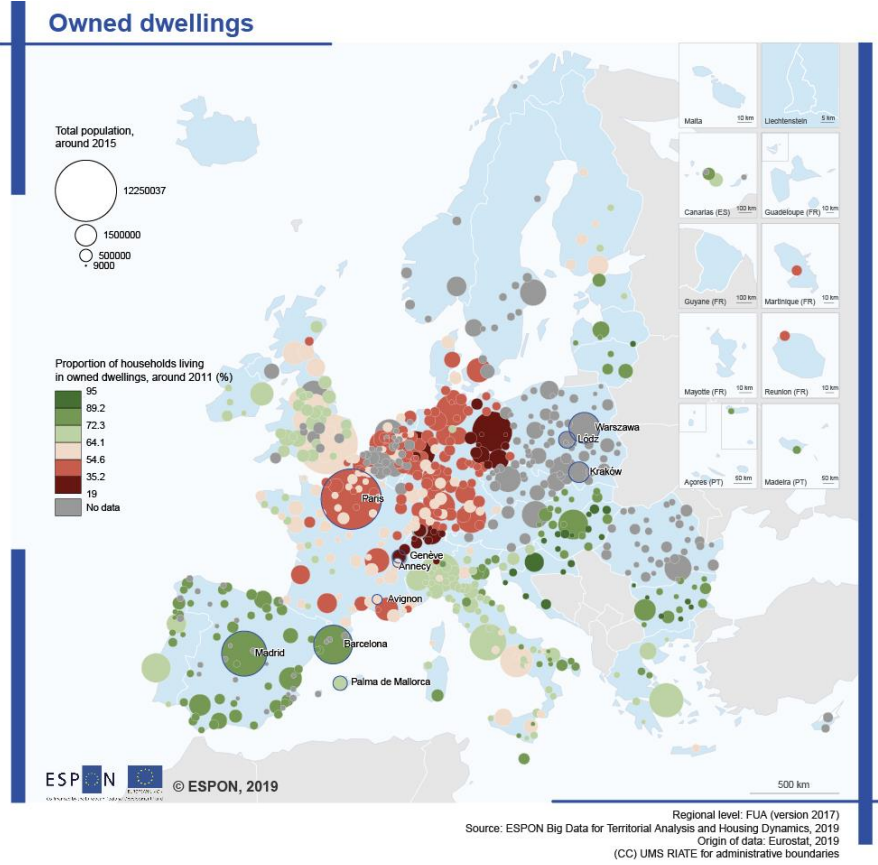 Owned dwellings
Total population,
around 2015
12250037
1500000
500000
9000
Proportion of households living
in owned dwellings, around 2011 (%)
95
89.2
72.3
64.1
54.6
35.2
19
No data
Malta
10 km
Liechtenstein
5 km
Canarias (ES)
100 km
Guadeloupe (FR)
10 km
Guyane (FR)
100 km
Martinique (FR)
10 km
Mayotte (FR)
10 km
Reunion (FR)
10 km
Açores (PT)
50 km
Madeira (PT)
50 km
Warszawa
Lódz
Kraków
Paris
Genève
Annecy
Avignon
Barcelona
Madrid
Palma de Mallorca
ESPON
© ESPON, 2019
500 km
Regional level: FUA (version 2017)
Source: ESPON Big Data for Territorial Analysis and Housing Dynamics, 2019
Origin of data: Eurostat, 2019
(CC) UMS RIATE for administrative boundaries